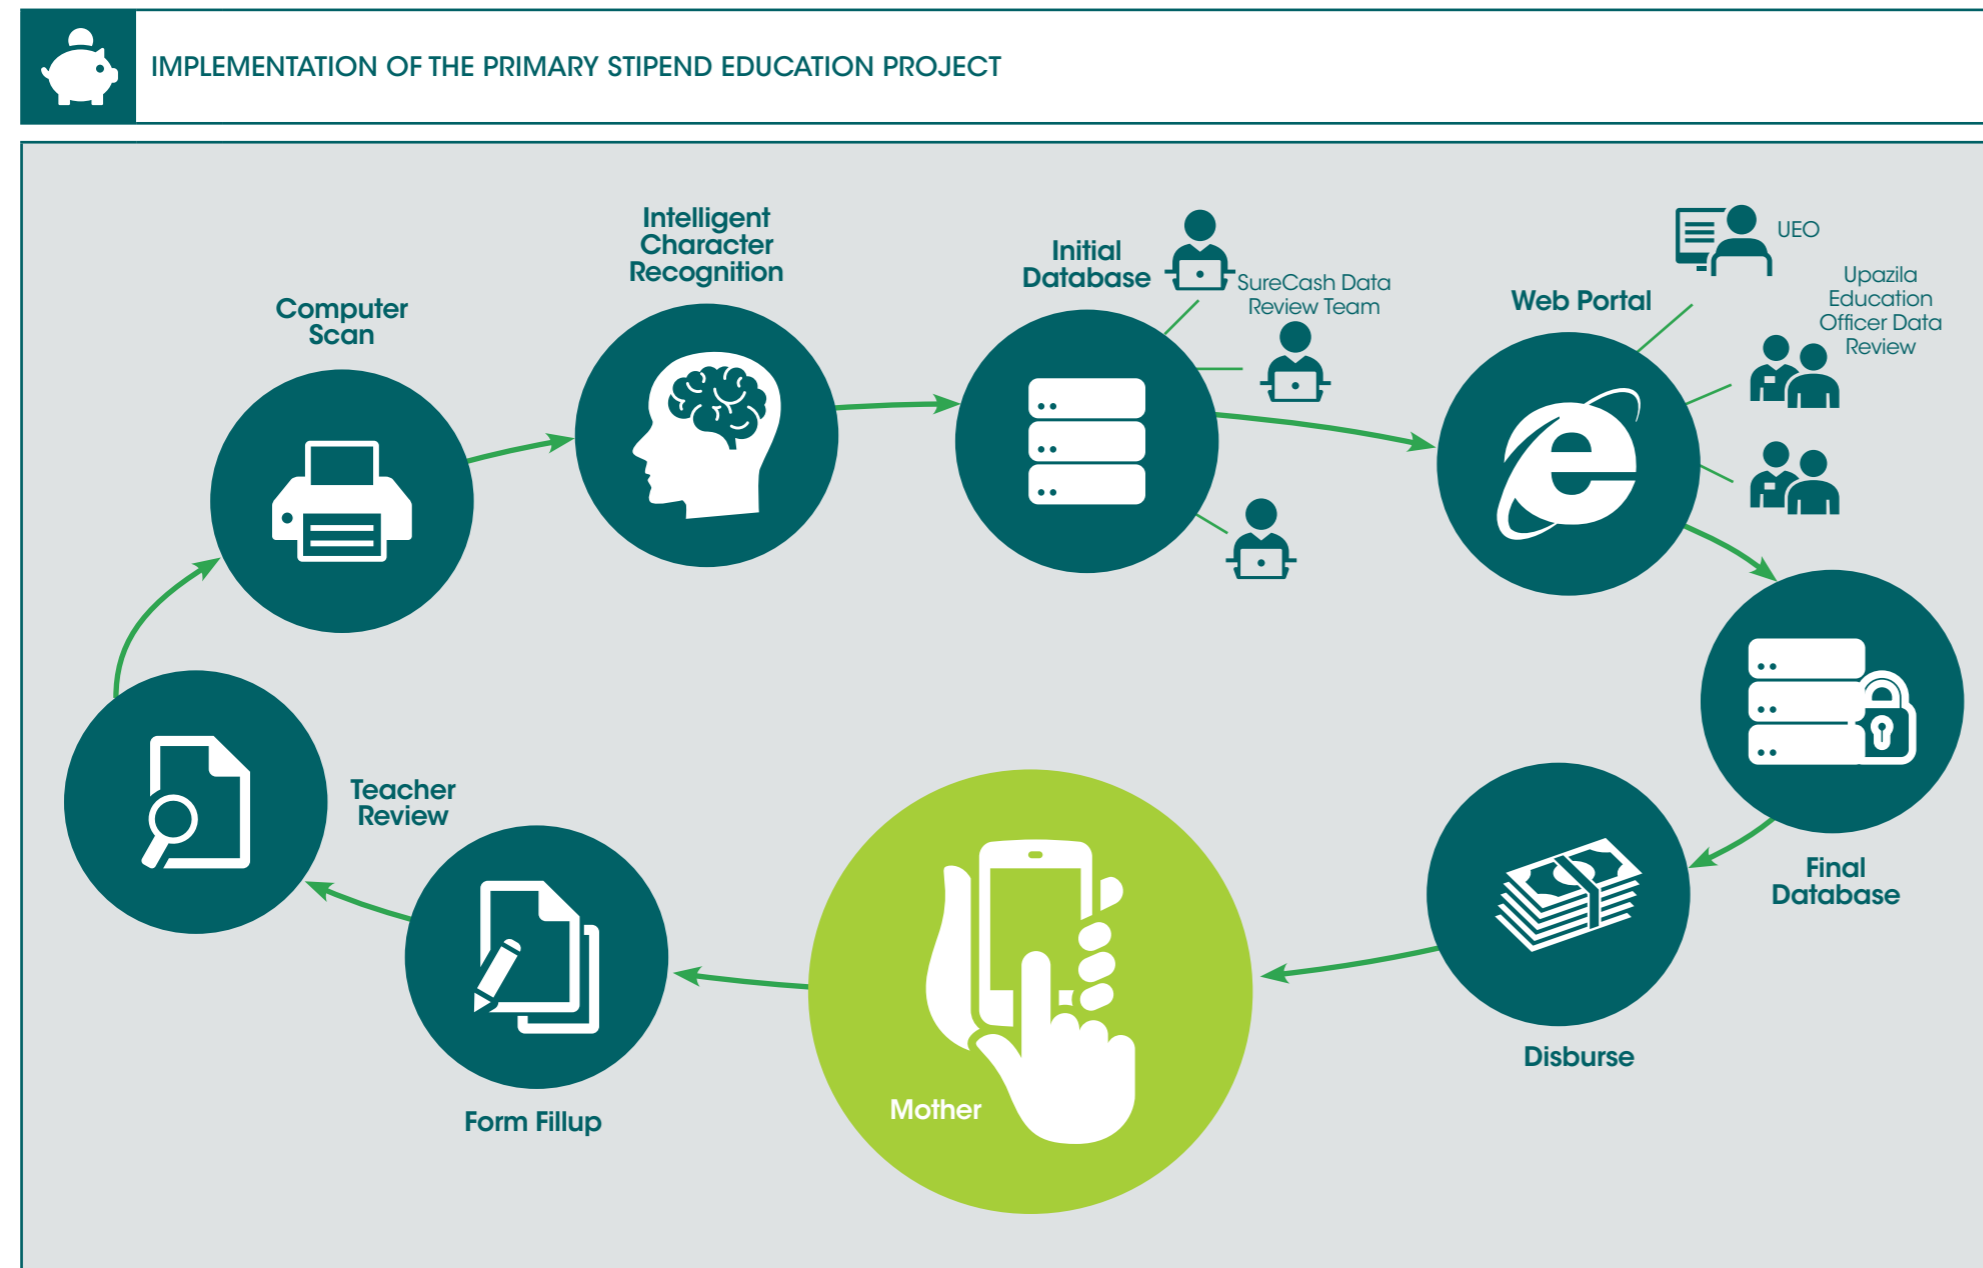 IMPLEMENTATION OF THE PRIMARY STIPEND EDUCATION PROJECT
Intelligent
Character
Recognition
Computer
Scan
Initial
Database
SureCash Data
Review Team
Web Portal
UEO
Upazila
Education
Officer Data
Review
Final
Database
Disburse
Mother
Form Fillup
Teacher
Review